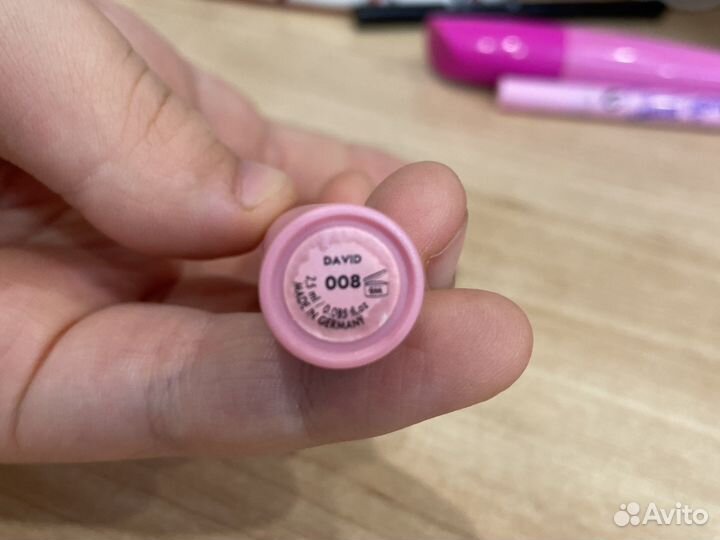 DAVID
008
2.5 ml / 0.085 fl.oz
MADE IN GERMANY
Avito